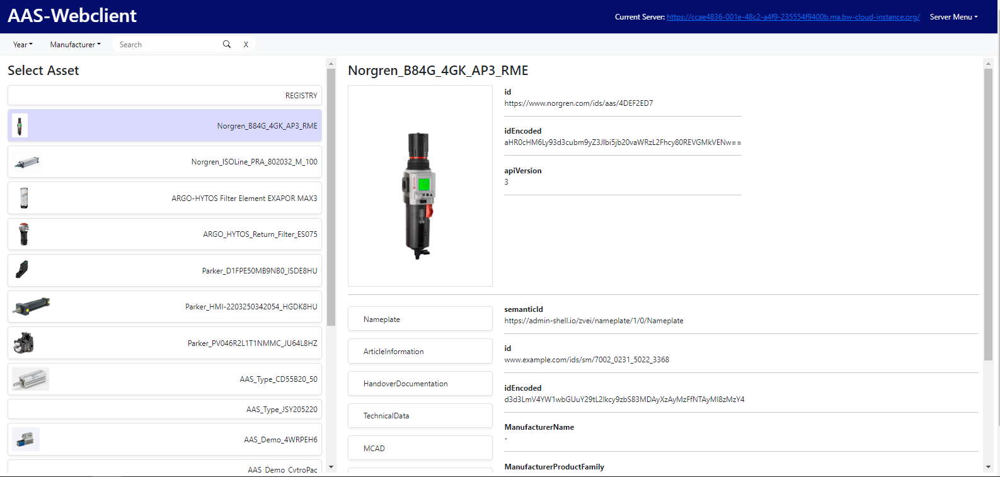 AAS-Webclient
Current Server: https://ccae4836-001e-48c2-a4f9-235554f9400b.ma.bw-cloud-instance.org/ Server Menu
Year Manufacturer Search X
Select Asset
REGISTRY
Norgren_B84G_4GK_AP3_RME
Norgren_ISOLine_PRA_802032_M_100
ARGO-HYTOS Filter Element EXAPOR MAX3
ARGO_HYTOS_Return_Filter_ES075
Parker_D1FPE50MB9NB0_ISDE8HU
Parker_HMI-2203250342054_HGDK8HU
Parker_PV046R2L1T1NMMC_JU64L8HZ
AAS_Type_CD55B20_50
AAS_Type_JSY205220
AAS_Demo_4WRPEH6
AAS_Demo_CytroPac
Norgren_B84G_4GK_AP3_RME
id
https://www.norgren.com/ids/aas/4DEF2ED7
idEncoded
aHR0cHM6Ly93d3cubm9yZ3Jlbi5jb20vaWRzL2Fhcy80REVGMkVENw==
apiVersion
3
Nameplate
ArticleInformation
HandoverDocumentation
TechnicalData
MCAD
semanticId
https://admin-shell.io/zvei/nameplate/1/0/Nameplate
id
www.example.com/ids/sm/7002_0231_5022_3368
idEncoded
d3d3LmV4YW1wbGUuY29tL2lkcy9zbS83MDAyXzAyMzFfNTAyMl8zMzY4
ManufacturerName
-
ManufacturerProductFamily